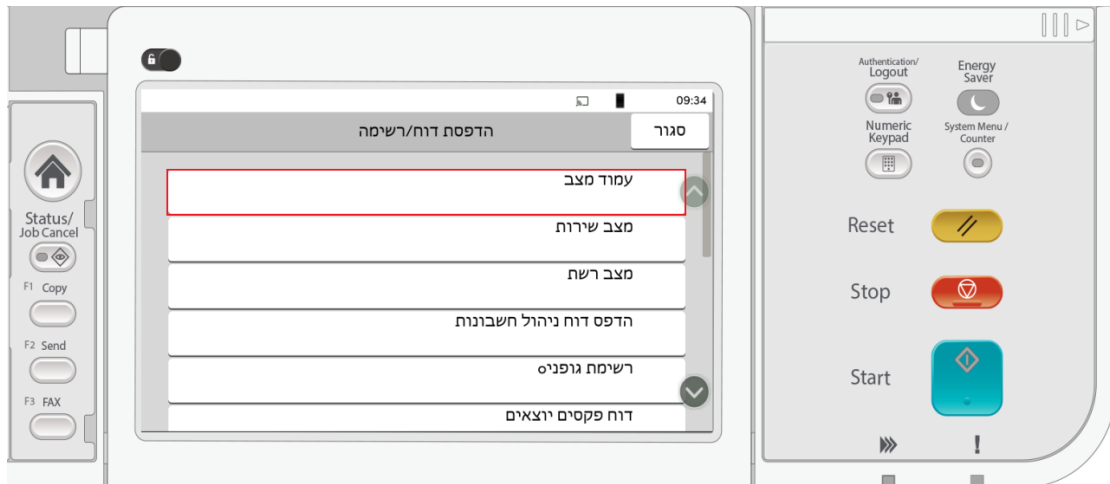 09:34
הדפסת דוח/רשימה
סגור
עמוד מצב
מצב שירות
מצב רשת
הדפס דוח ניהול חשבונות
רשימת גופניo
דוח פקסים יוצאים
Status/
Job Cancel
F1 Copy
F2 Send
F3 FAX
Authentication/
Logout
Energy
Saver
Numeric
Keypad
System Menu /
Counter
Reset
Stop
Start